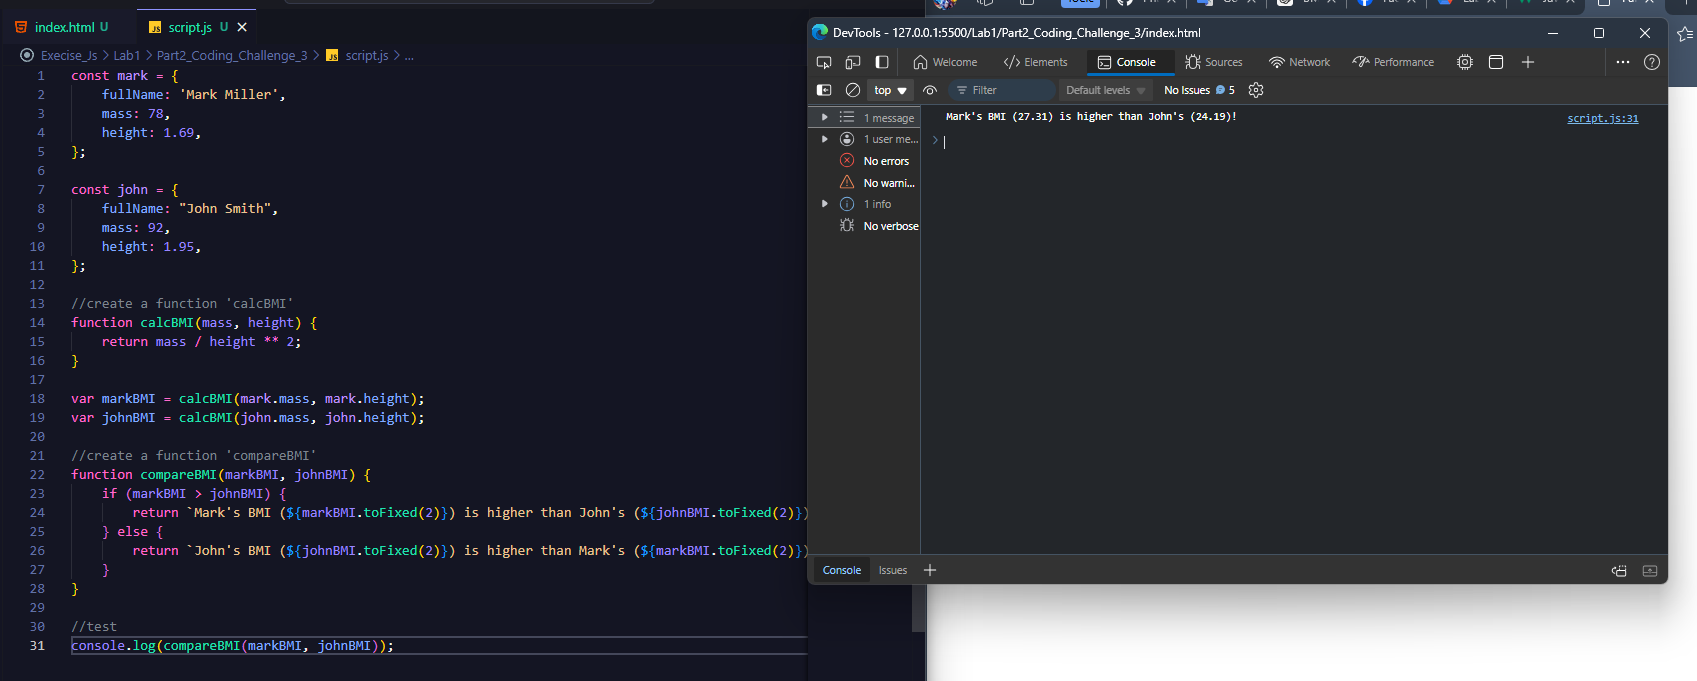 index.html U
script.js U
Execise_Js > Lab1 > Part2_Coding_Challenge_3 > script.js > ...
1 const mark = {
2 fullName: 'Mark Miller',
3 mass: 78,
4 height: 1.69,
5 };
6
7 const john = {
8 fullName: "John Smith",
9 mass: 92,
10 height: 1.95,
11 };
12
13 //create a function 'calcBMI'
14 function calcBMI(mass, height) {
15 return mass / height ** 2;
16 }
17
18 var markBMI = calcBMI(mark.mass, mark.height);
19 var johnBMI = calcBMI(john.mass, john.height);
20
21 //create a function 'compareBMI'
22 function compareBMI(markBMI, johnBMI) {
23 if (markBMI > johnBMI) {
24 return `Mark's BMI (${markBMI.toFixed(2)}) is higher than John's (${johnBMI.toFixed(2)})
25 } else {
26 return `John's BMI (${johnBMI.toFixed(2)}) is higher than Mark's (${markBMI.toFixed(2)})
27 }
28 }
29
30 //test
31 console.log(compareBMI(markBMI, johnBMI));
DevTools - 127.0.0.1:5500/Lab1/Part2_Coding_Challenge_3/index.html
Welcome Elements Console Sources Network Performance
top Filter Default levels No Issues 5
1 message
1 user me...
No errors
No warni...
1 info
No verbose
Mark's BMI (27.31) is higher than John's (24.19)! script.js:31
Console Issues